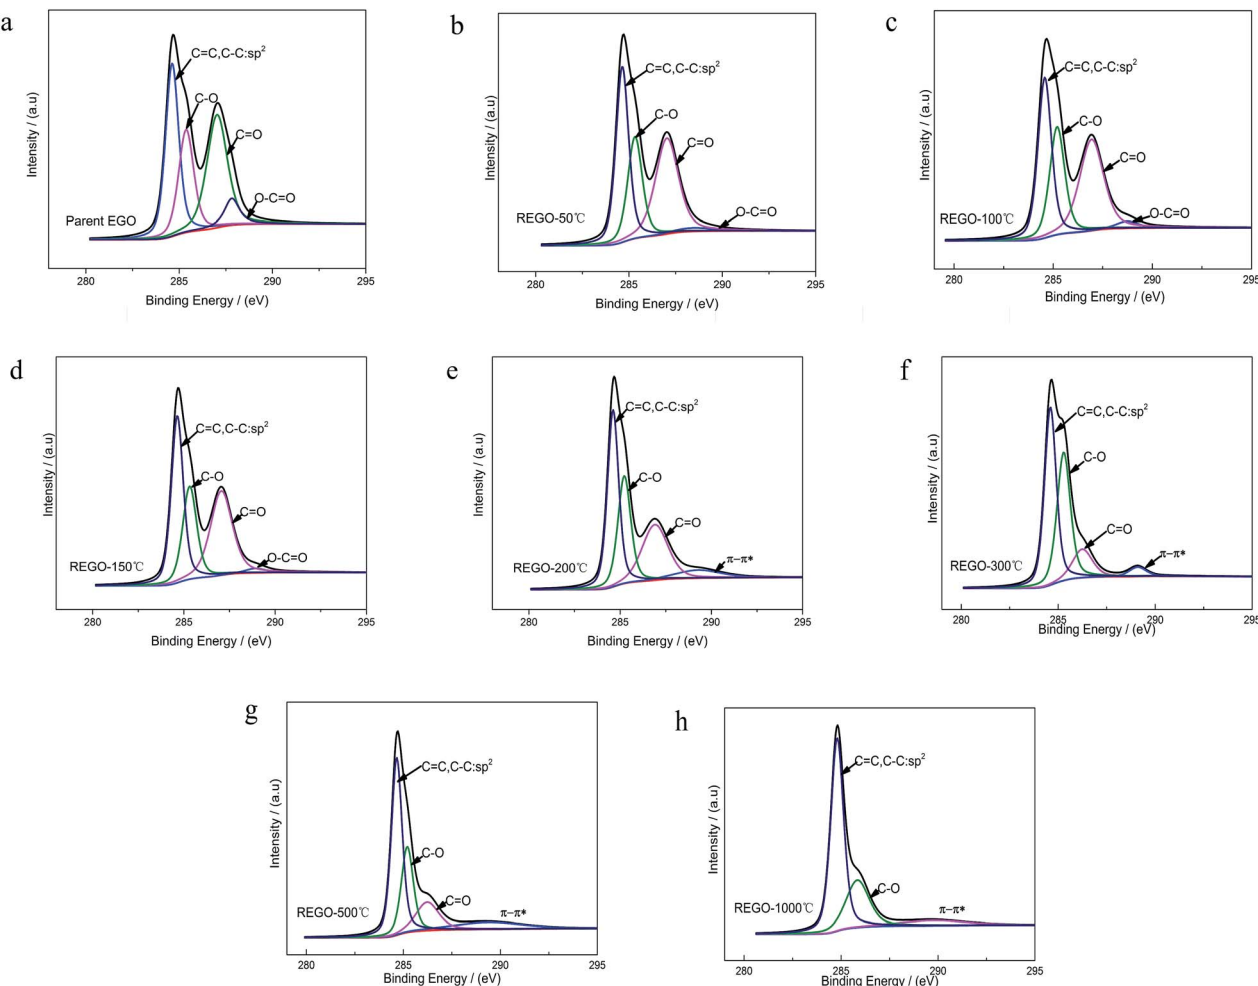 a
C=C,C-C:sp²
C-O
C=O
O-C=O
Parent EGO
Intensity / (a.u)
280 285 290 295
Binding Energy / (eV)
b
C=C,C-C:sp²
C-O
C=O
O-C=O
REGO-50℃
Intensity / (a.u)
280 285 290 295
Binding Energy / (eV)
c
C=C,C-C:sp²
C-O
C=O
O-C=O
REGO-100℃
Intensity / (a.u)
280 285 290 295
Binding Energy / (eV)
d
C=C,C-C:sp²
C-O
C=O
O-C=O
REGO-150℃
Intensity / (a.u)
280 285 290 295
Binding Energy / (eV)
e
C=C,C-C:sp²
C-O
C=O
π-π*
REGO-200℃
Intensity / (a.u)
280 285 290 295
Binding Energy / (eV)
f
C=C,C-C:sp²
C-O
C=O
π-π*
REGO-300℃
Intensity / (a.u)
280 285 290 295
Binding Energy / (eV)
g
C=C,C-C:sp²
C-O
C=O
π-π*
REGO-500℃
Intensity / (a.u)
280 285 290 295
Binding Energy / (eV)
h
C=C,C-C:sp²
C-O
π-π*
REGO-1000℃
Intensity / (a.u)
280 285 290 295
Binding Energy / (eV)